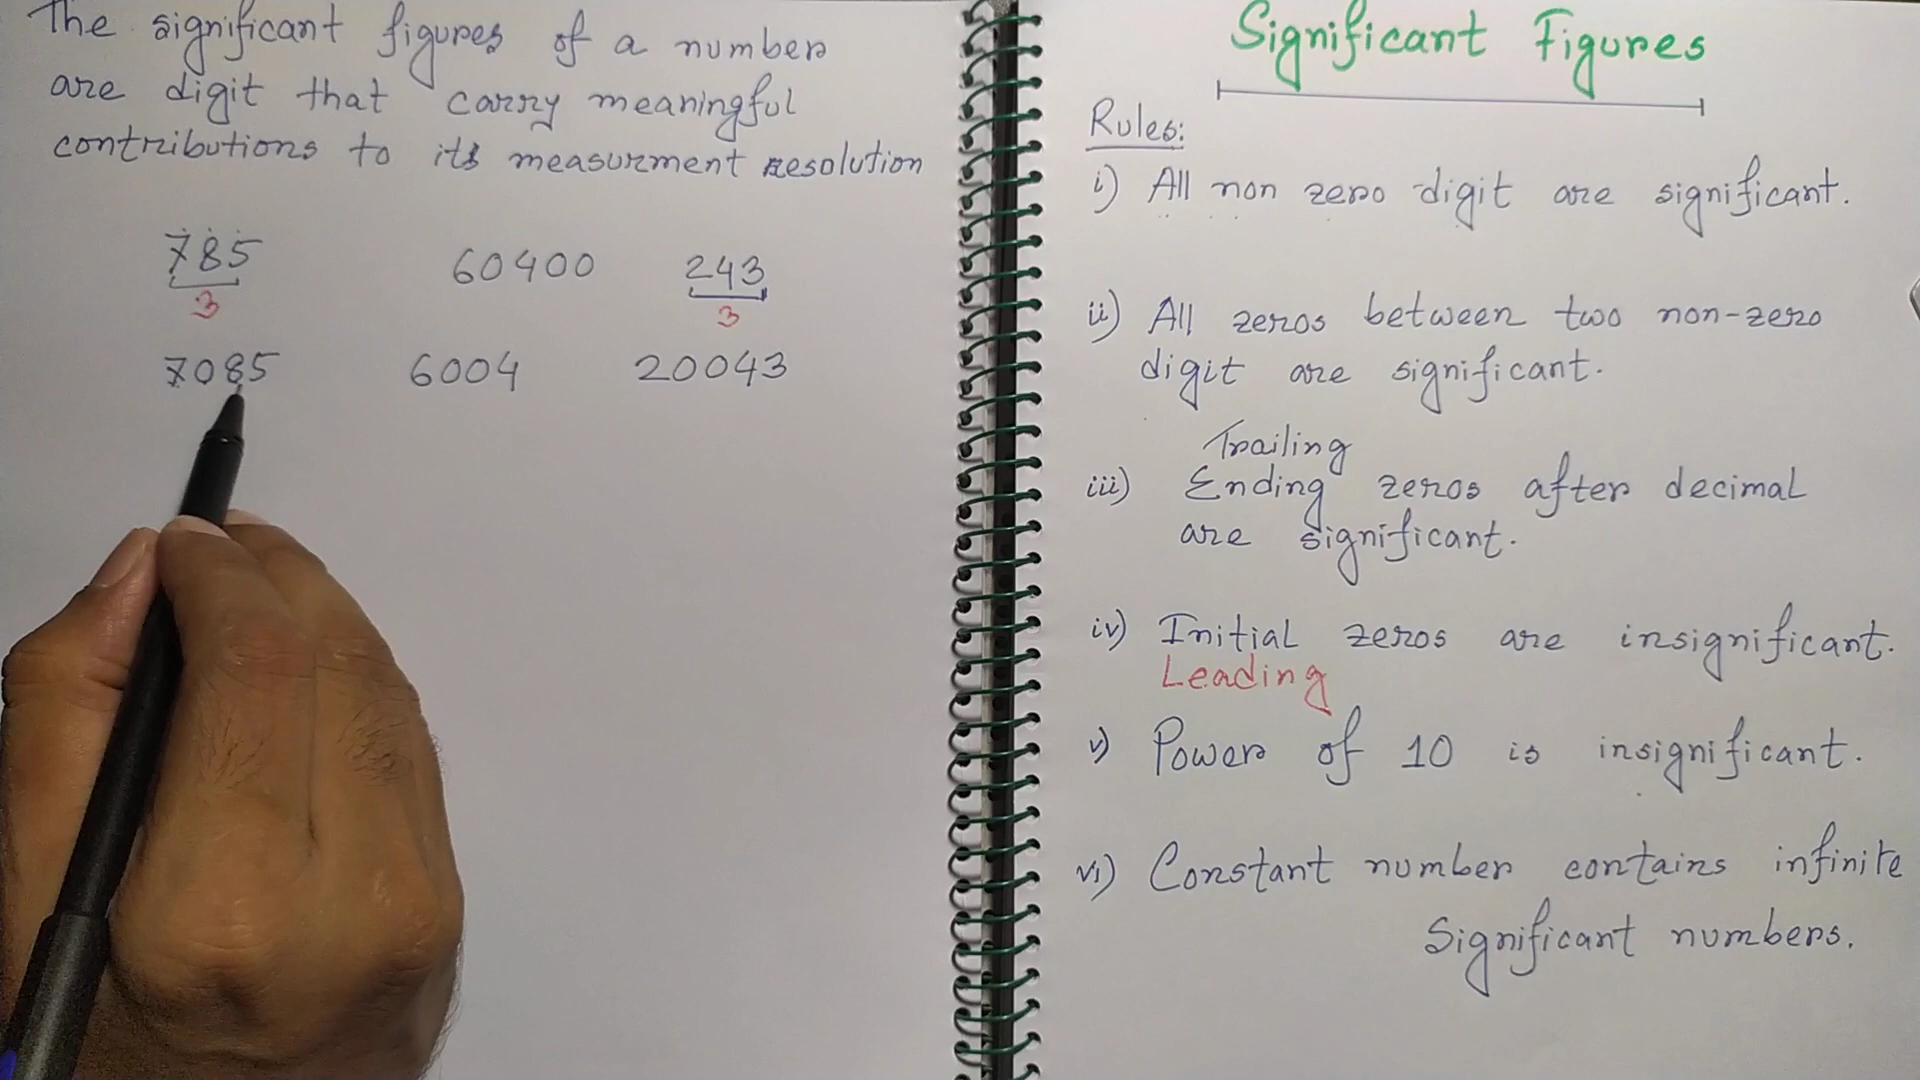 The significant figures of a number
are digit that carry meaningful
contributions to its measurment resolution
785 60400 243
3 3
7085 6004 20043
Significant Figures
Rules:
i) All non zero digit are significant.
ii) All zeros between two non-zero
digit are significant.
Trailing
iii) Ending zeros after decimal
are significant.
iv) Initial zeros are insignificant.
Leading
v) Power of 10 is insignificant.
vi) Constant number contains infinite
Significant numbers.